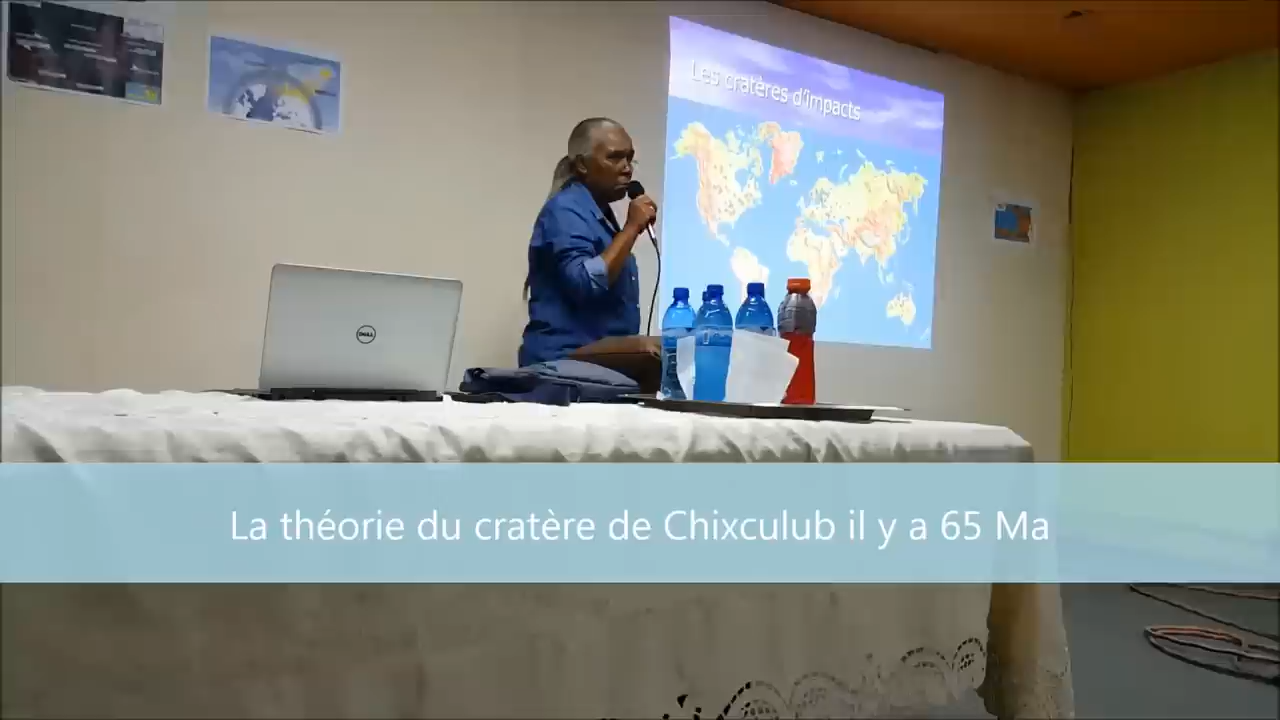 Les cratères d'impacts
DELL
La théorie du cratère de Chixculub il y a 65 Ma